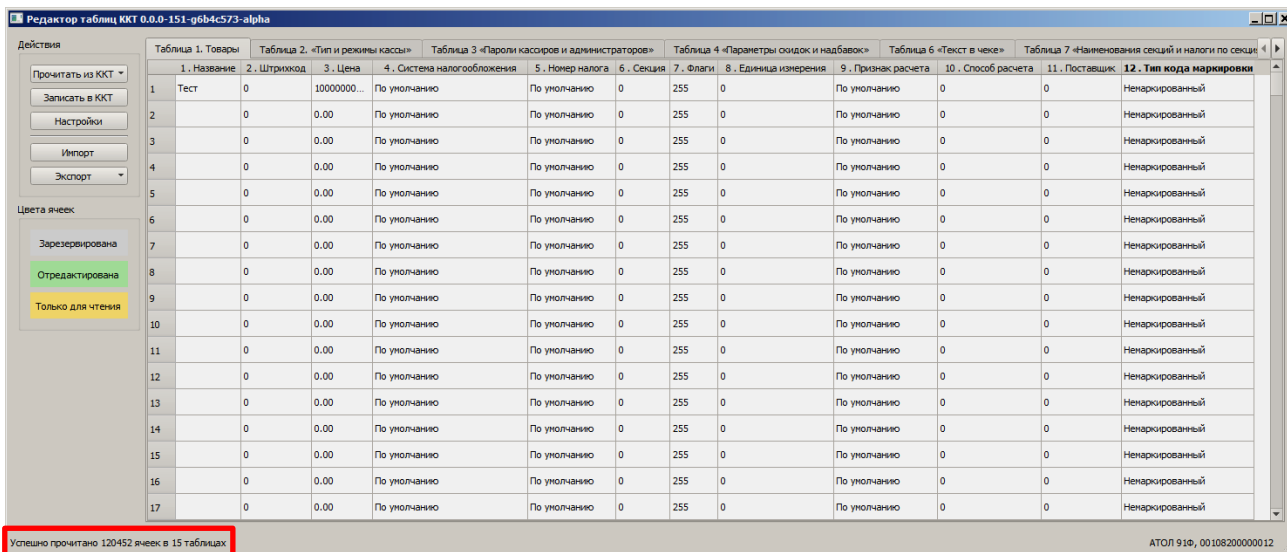 Редактор таблиц ККТ 0.0.0-151-g6b4c573-alpha
Действия
Прочитать из ККТ
Записать в ККТ
Настройки
Импорт
Экспорт
Цвета ячеек
Зарезервирована
Отредактирована
Только для чтения
Таблица 1. Товары Таблица 2. «Тип и режимы кассы» Таблица 3 «Пароли кассиров и администраторов» Таблица 4 «Параметры скидок и надбавок» Таблица 6 «Текст в чеке» Таблица 7 «Наименования секций и налоги по
1 . Название 2 . Штрихкод 3 . Цена 4 . Система налогообложения 5 . Номер налога 6 . Секция 7 . Флаги 8 . Единица измерения 9 . Признак расчета 10 . Способ расчета 11 . Поставщик 12 . Тип кода маркировки
1 Тест 0 10000000... По умолчанию По умолчанию 0 255 0 По умолчанию 0 0 Немаркированный
2 0 0.00 По умолчанию По умолчанию 0 255 0 По умолчанию 0 0 Немаркированный
3 0 0.00 По умолчанию По умолчанию 0 255 0 По умолчанию 0 0 Немаркированный
4 0 0.00 По умолчанию По умолчанию 0 255 0 По умолчанию 0 0 Немаркированный
5 0 0.00 По умолчанию По умолчанию 0 255 0 По умолчанию 0 0 Немаркированный
6 0 0.00 По умолчанию По умолчанию 0 255 0 По умолчанию 0 0 Немаркированный
7 0 0.00 По умолчанию По умолчанию 0 255 0 По умолчанию 0 0 Немаркированный
8 0 0.00 По умолчанию По умолчанию 0 255 0 По умолчанию 0 0 Немаркированный
9 0 0.00 По умолчанию По умолчанию 0 255 0 По умолчанию 0 0 Немаркированный
10 0 0.00 По умолчанию По умолчанию 0 255 0 По умолчанию 0 0 Немаркированный
11 0 0.00 По умолчанию По умолчанию 0 255 0 По умолчанию 0 0 Немаркированный
12 0 0.00 По умолчанию По умолчанию 0 255 0 По умолчанию 0 0 Немаркированный
13 0 0.00 По умолчанию По умолчанию 0 255 0 По умолчанию 0 0 Немаркированный
14 0 0.00 По умолчанию По умолчанию 0 255 0 По умолчанию 0 0 Немаркированный
15 0 0.00 По умолчанию По умолчанию 0 255 0 По умолчанию 0 0 Немаркированный
16 0 0.00 По умолчанию По умолчанию 0 255 0 По умолчанию 0 0 Немаркированный
17 0 0.00 По умолчанию По умолчанию 0 255 0 По умолчанию 0 0 Немаркированный
Успешно прочитано 120452 ячеек в 15 таблицах
АТОЛ 91Ф, 00108200000012